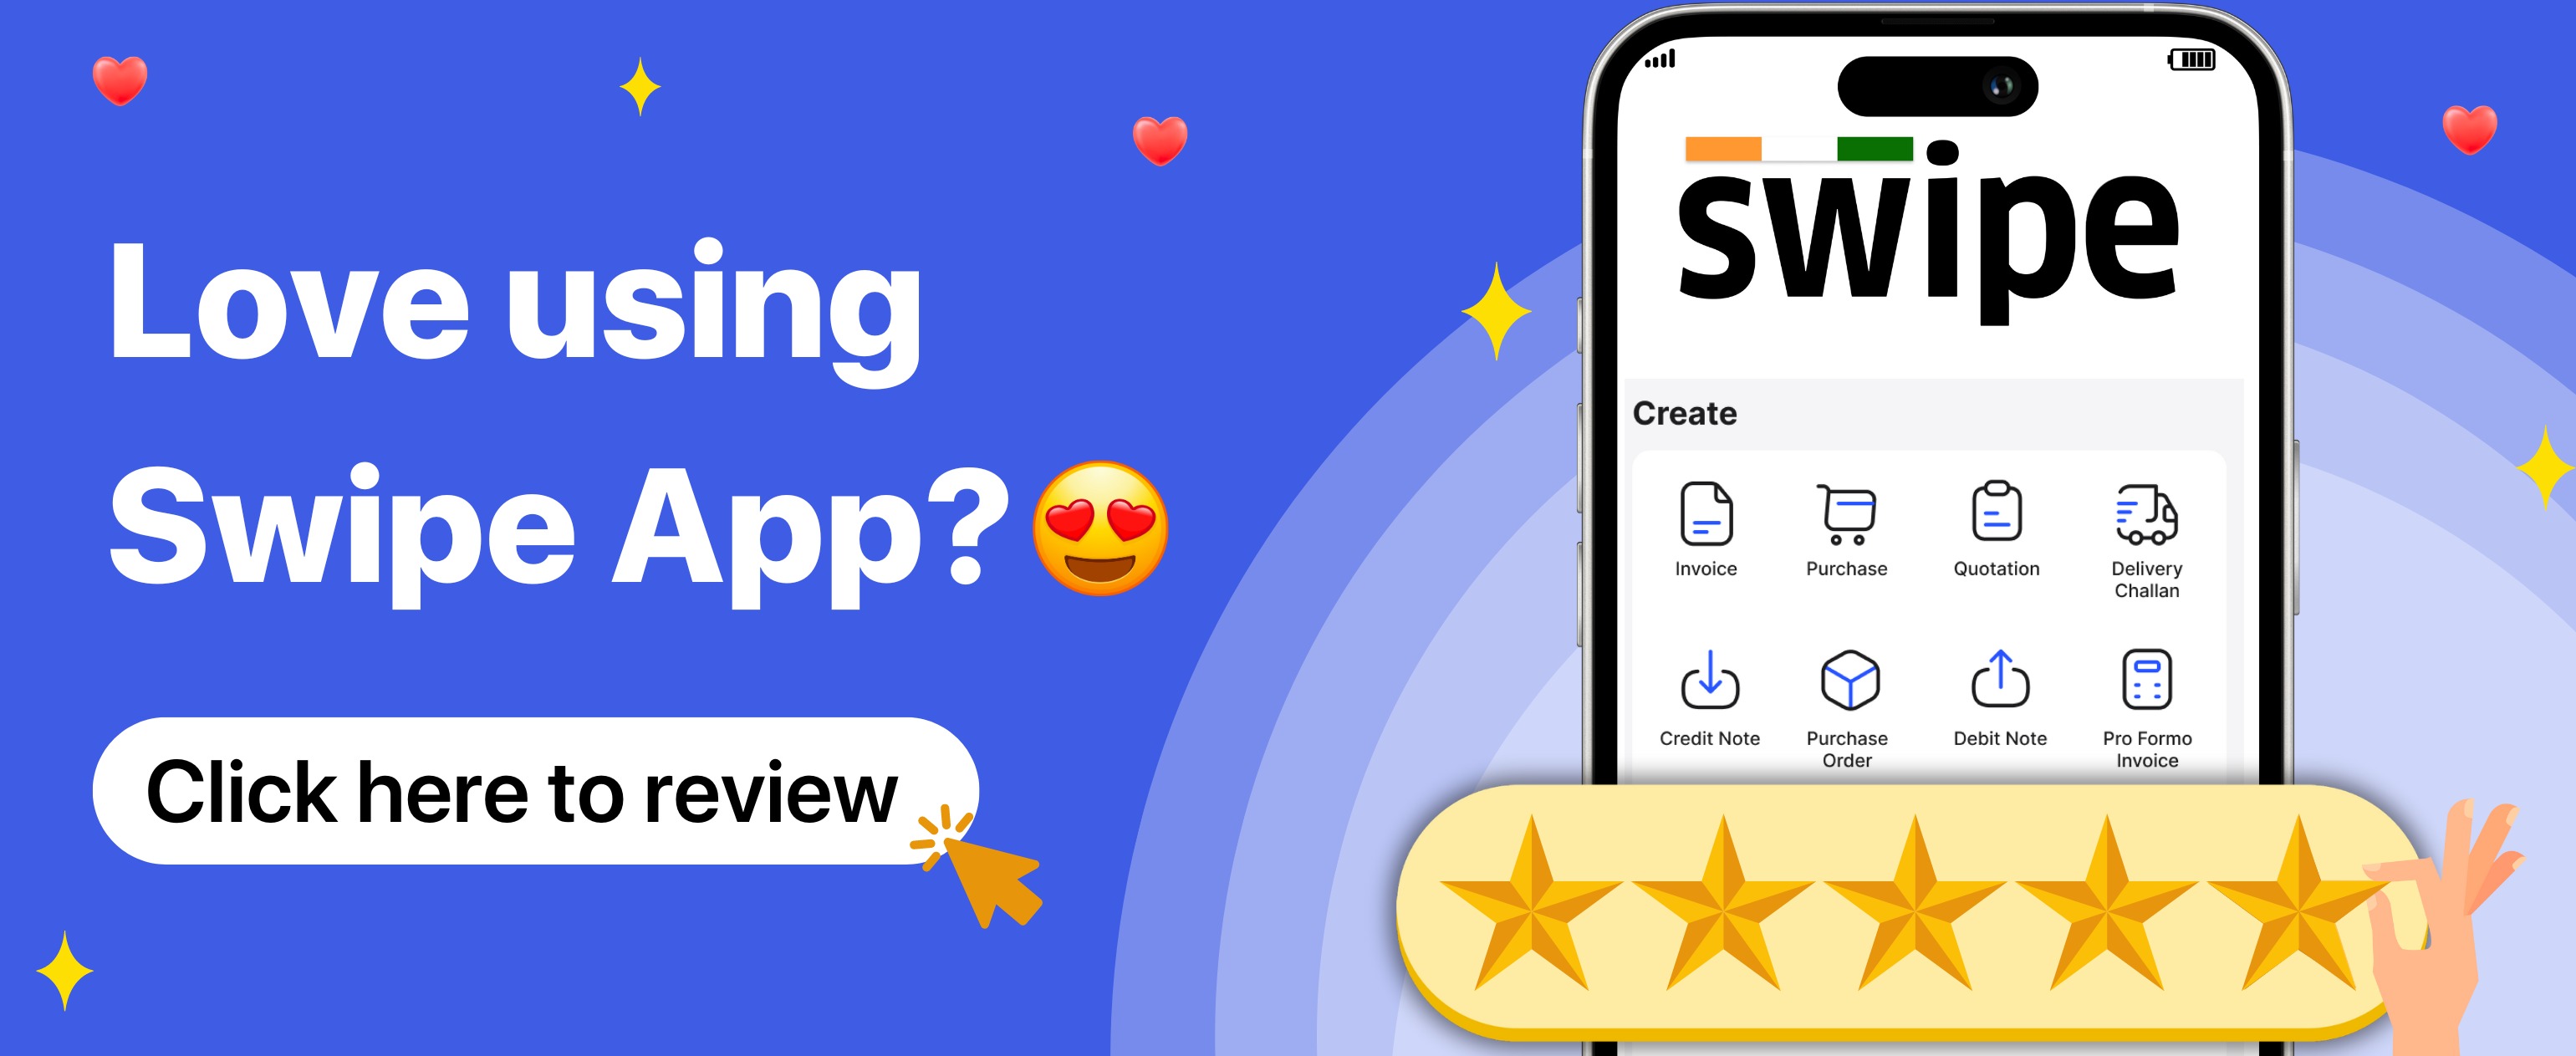 Love using
Swipe App?
Click here to review
swipe
Create
Invoice
Purchase
Quotation
Delivery
Challan
Credit Note
Purchase
Order
Debit Note
Pro Formo
Invoice